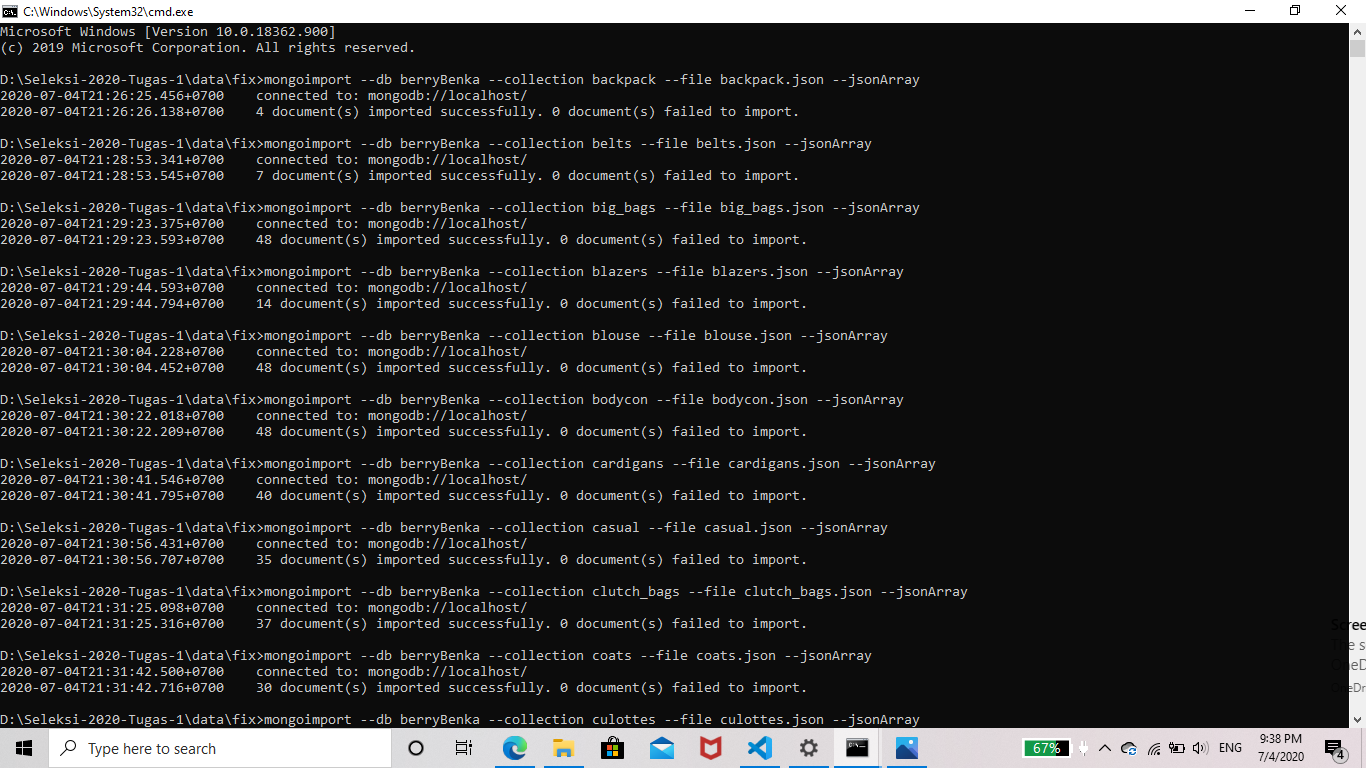 C:\Windows\System32\cmd.exe
Microsoft Windows [Version 10.0.18362.900]
(c) 2019 Microsoft Corporation. All rights reserved.
D:\Seleksi-2020-Tugas-1\data\fix>mongoimport --db berryBenka --collection backpack --file backpack.json --jsonArray
2020-07-04T21:26:25.456+0700    connected to: mongodb://localhost/
2020-07-04T21:26:26.138+0700    4 document(s) imported successfully. 0 document(s) failed to import.
D:\Seleksi-2020-Tugas-1\data\fix>mongoimport --db berryBenka --collection belts --file belts.json --jsonArray
2020-07-04T21:28:53.341+0700    connected to: mongodb://localhost/
2020-07-04T21:28:53.545+0700    7 document(s) imported successfully. 0 document(s) failed to import.
D:\Seleksi-2020-Tugas-1\data\fix>mongoimport --db berryBenka --collection big_bags --file big_bags.json --jsonArray
2020-07-04T21:29:23.375+0700    connected to: mongodb://localhost/
2020-07-04T21:29:23.593+0700    48 document(s) imported successfully. 0 document(s) failed to import.
D:\Seleksi-2020-Tugas-1\data\fix>mongoimport --db berryBenka --collection blazers --file blazers.json --jsonArray
2020-07-04T21:29:44.593+0700    connected to: mongodb://localhost/
2020-07-04T21:29:44.794+0700    14 document(s) imported successfully. 0 document(s) failed to import.
D:\Seleksi-2020-Tugas-1\data\fix>mongoimport --db berryBenka --collection blouse --file blouse.json --jsonArray
2020-07-04T21:30:04.228+0700    connected to: mongodb://localhost/
2020-07-04T21:30:04.452+0700    48 document(s) imported successfully. 0 document(s) failed to import.
D:\Seleksi-2020-Tugas-1\data\fix>mongoimport --db berryBenka --collection bodycon --file bodycon.json --jsonArray
2020-07-04T21:30:22.018+0700    connected to: mongodb://localhost/
2020-07-04T21:30:22.209+0700    48 document(s) imported successfully. 0 document(s) failed to import.
D:\Seleksi-2020-Tugas-1\data\fix>mongoimport --db berryBenka --collection cardigans --file cardigans.json --jsonArray
2020-07-04T21:30:41.546+0700    connected to: mongodb://localhost/
2020-07-04T21:30:41.795+0700    40 document(s) imported successfully. 0 document(s) failed to import.
D:\Seleksi-2020-Tugas-1\data\fix>mongoimport --db berryBenka --collection casual --file casual.json --jsonArray
2020-07-04T21:30:56.431+0700    connected to: mongodb://localhost/
2020-07-04T21:30:56.707+0700    35 document(s) imported successfully. 0 document(s) failed to import.
D:\Seleksi-2020-Tugas-1\data\fix>mongoimport --db berryBenka --collection clutch_bags --file clutch_bags.json --jsonArray
2020-07-04T21:31:25.098+0700    connected to: mongodb://localhost/
2020-07-04T21:31:25.316+0700    37 document(s) imported successfully. 0 document(s) failed to import.
D:\Seleksi-2020-Tugas-1\data\fix>mongoimport --db berryBenka --collection coats --file coats.json --jsonArray
2020-07-04T21:31:42.500+0700    connected to: mongodb://localhost/
2020-07-04T21:31:42.716+0700    30 document(s) imported successfully. 0 document(s) failed to import.
D:\Seleksi-2020-Tugas-1\data\fix>mongoimport --db berryBenka --collection culottes --file culottes.json --jsonArray
Type here to search
67%
ENG
9:38 PM
7/4/2020
4